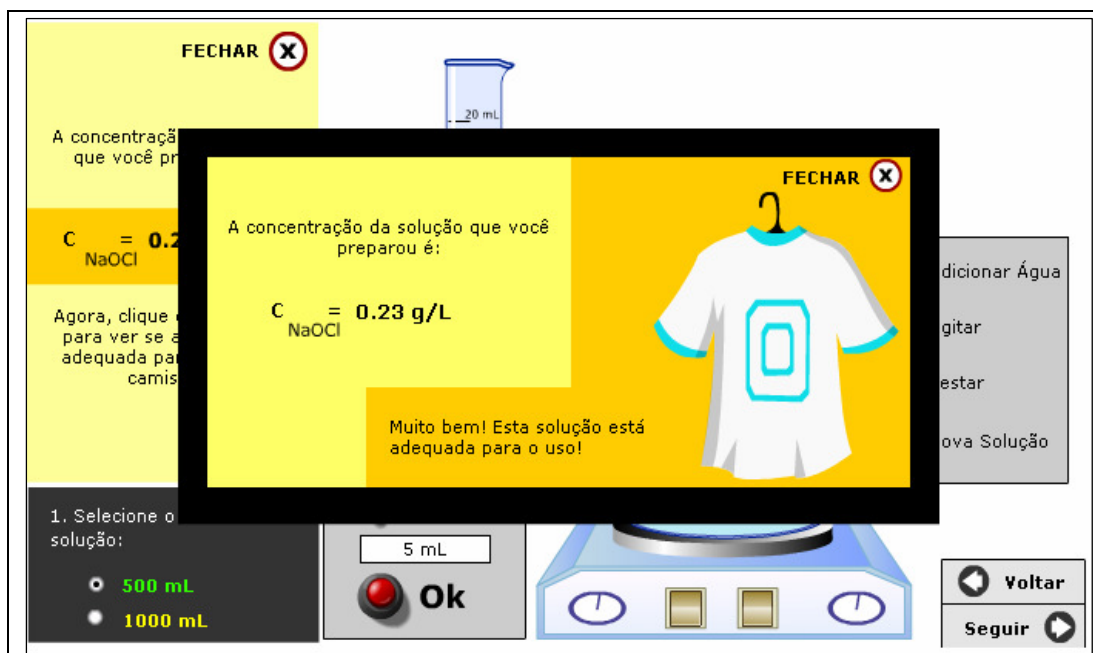 FECHAR X
20 mL
A concentraçã
que você pr
C NaOCl = 0.2
Agora, clique
para ver se a
adequada pa
camis
FECHAR X
A concentração da solução que você
preparou é:
C NaOCl = 0.23 g/L
Muito bem! Esta solução está
adequada para o uso!
dicionar Água
gitar
estar
ova Solução
1. Selecione o
solução:
500 mL
1000 mL
5 mL
Ok
Voltar
Seguir